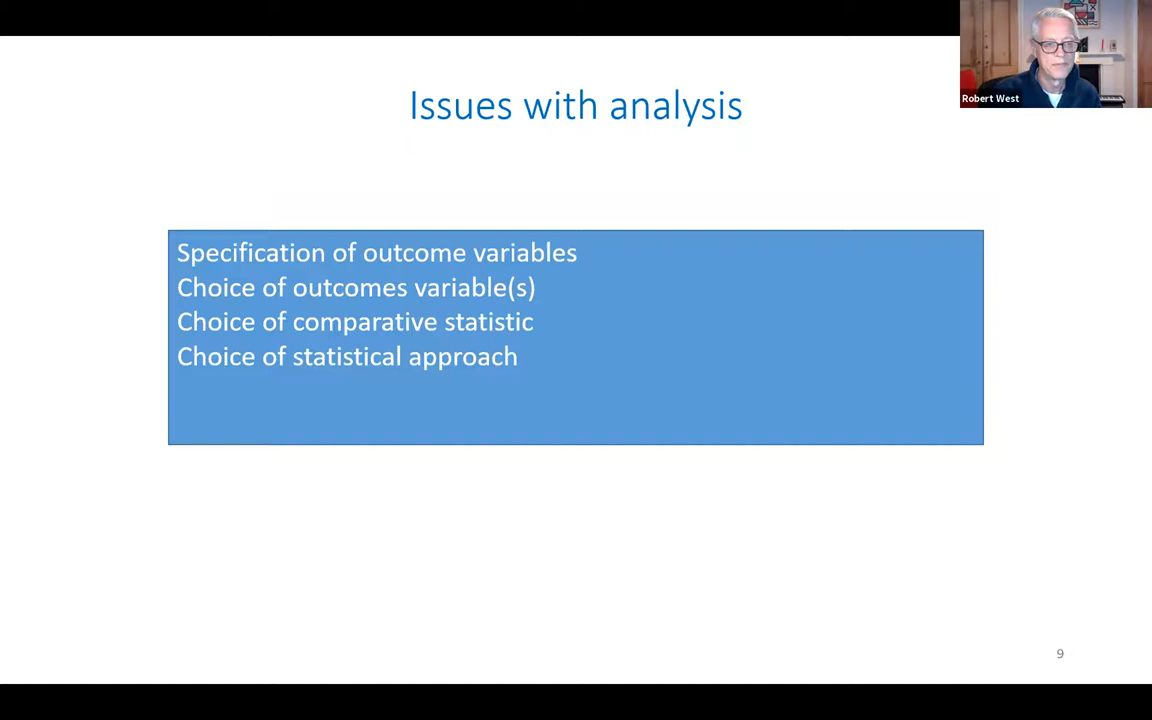 Robert West
Issues with analysis
Specification of outcome variables
Choice of outcomes variable(s)
Choice of comparative statistic
Choice of statistical approach
9